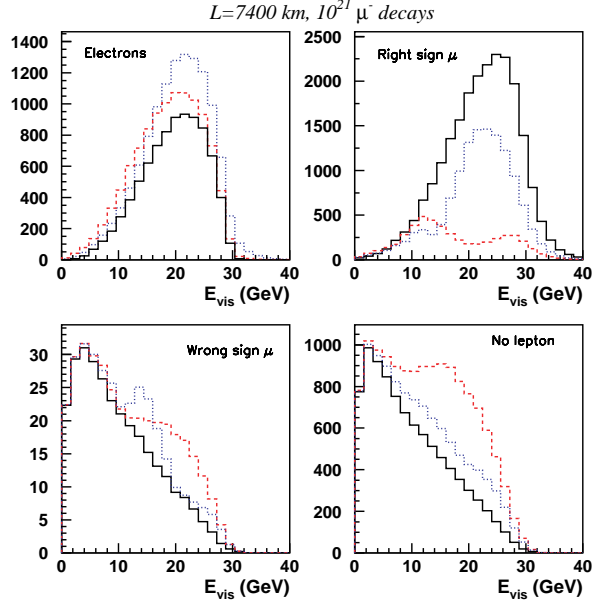 L=7400 km, 10²¹ μ⁻ decays
Electrons
1400
1200
1000
800
600
400
200
0
0 10 20 30 40
E_vis (GeV)
Right sign μ
2500
2000
1500
1000
500
0
0 10 20 30 40
E_vis (GeV)
Wrong sign μ
30
25
20
15
10
5
0
0 10 20 30 40
E_vis (GeV)
No lepton
1000
800
600
400
200
0
0 10 20 30 40
E_vis (GeV)